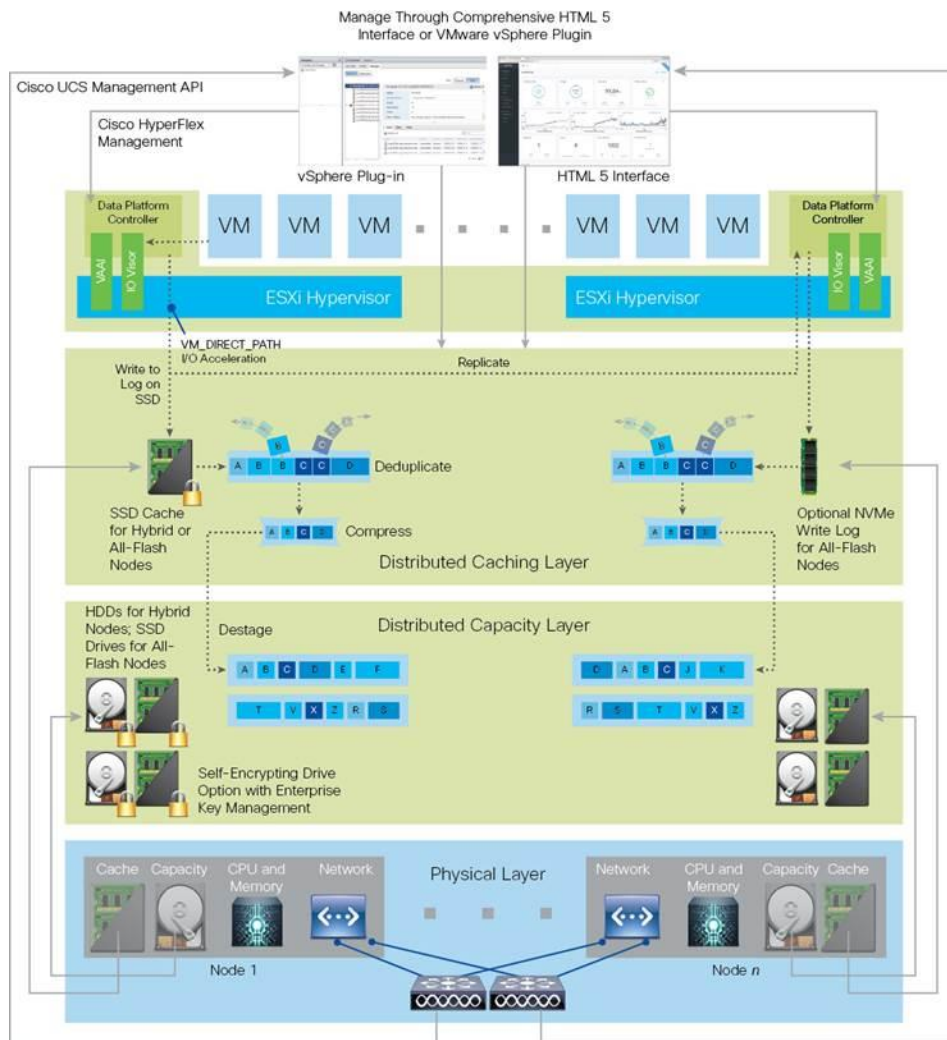 Manage Through Comprehensive HTML 5
Interface or VMware vSphere Plugin
Cisco UCS Management API
Cisco HyperFlex
Management
vSphere Plug-in
HTML 5 Interface
Data Platform
Controller
VM
VM
VM
VM
VM
VM
Data Platform
Controller
VAAI
IO Visor
IO Visor
VAAI
ESXi Hypervisor
ESXi Hypervisor
VM_DIRECT_PATH
I/O Acceleration
Replicate
Write to
Log on
SSD
B
C
B
C
A B B C C D
Deduplicate
A B B C C D
SSD Cache
for Hybrid or
All-Flash
Nodes
A B C D
Compress
A B C D
Optional NVMe
Write Log
for All-Flash
Nodes
Distributed Caching Layer
HDDs for Hybrid
Nodes; SSD
Drives for All-
Flash Nodes
Destage
Distributed Capacity Layer
A B C D E F
D A B C J K
T V X Z R S
R S T V X Z
Self-Encrypting Drive
Option with Enterprise
Key Management
Cache
Capacity
CPU and
Memory
Network
Physical Layer
Network
CPU and
Memory
Capacity
Cache
Node 1
Node n